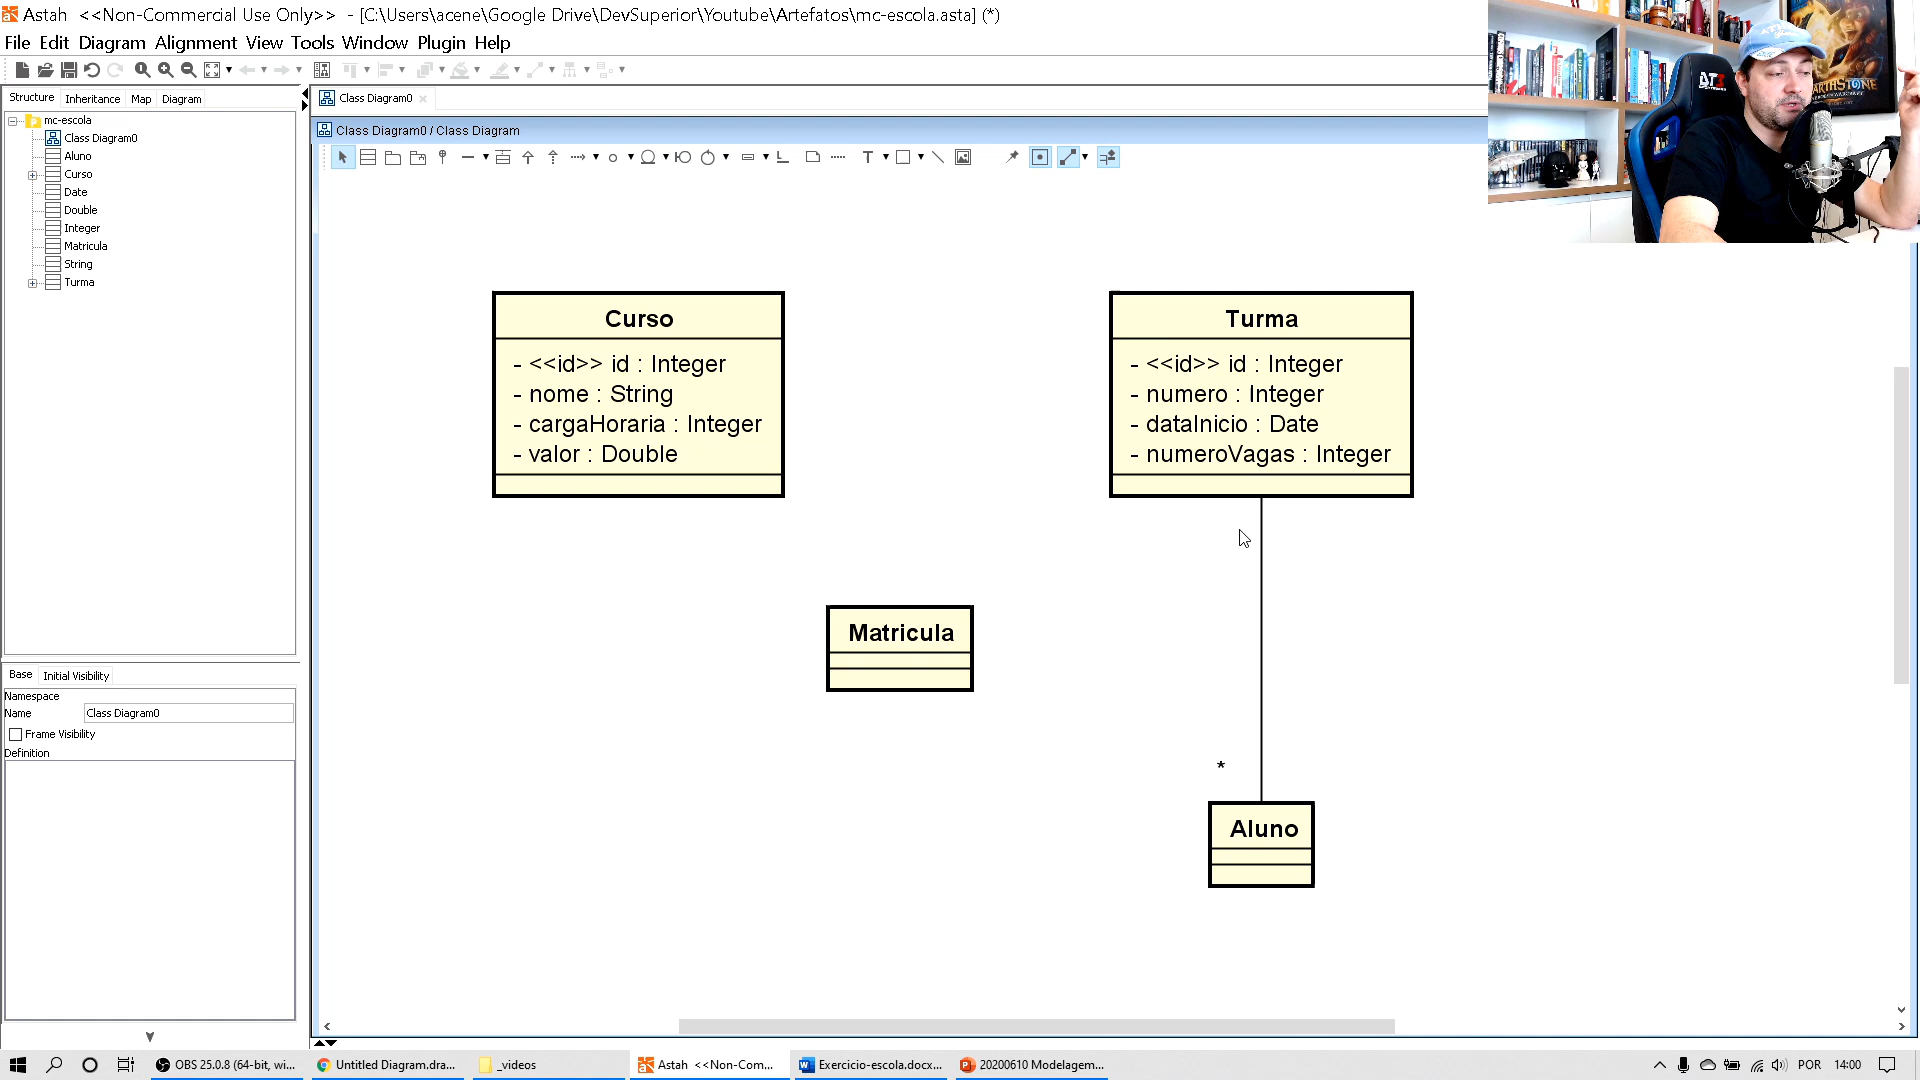 Astah <<Non-Commercial Use Only>> - [C:\Users\acene\Google Drive\DevSuperior\Youtube\Artefatos\mc-escola.asta] (*)
File Edit Diagram Alignment View Tools Window Plugin Help
Structure Inheritance Map Diagram
mc-escola
Class Diagram0
Aluno
Curso
Date
Double
Integer
Matricula
String
Turma
Base Initial Visibility
Namespace
Name Class Diagram0
Frame Visibility
Definition
Class Diagram0
Class Diagram0 / Class Diagram
T
Curso
- <<id>> id : Integer
- nome : String
- cargaHoraria : Integer
- valor : Double
Turma
- <<id>> id : Integer
- numero : Integer
- dataInicio : Date
- numeroVagas : Integer
Matricula
*
Aluno
DT3
OBS 25.0.8 (64-bit, wi...
Untitled Diagram.dra...
_videos
Astah <<Non-Com...
Exercicio-escola.docx...
20200610 Modelagem...
POR
14:00